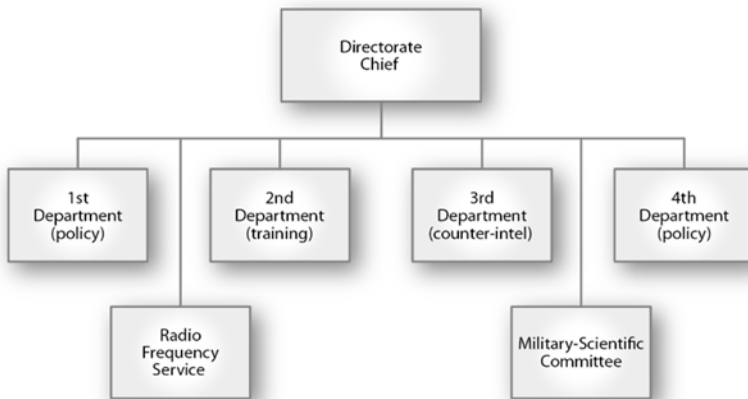 Directorate
Chief
1st
Department
(policy)
2nd
Department
(training)
3rd
Department
(counter-intel)
4th
Department
(policy)
Radio
Frequency
Service
Military-Scientific
Committee